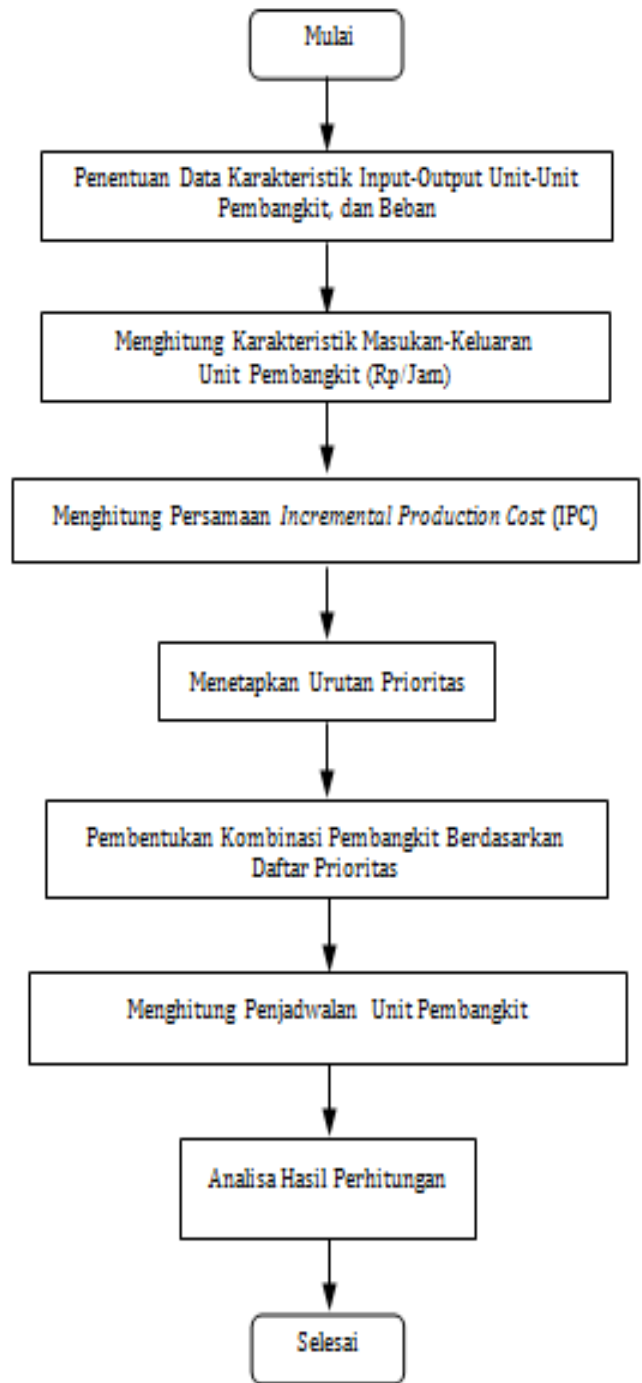 Mulai
Penentuan Data Karakteristik Input-Output Unit-Unit
Pembangkit, dan Beban
Menghitung Karakteristik Masukan-Keluaran
Unit Pembangkit (Rp/Jam)
Menghitung Persamaan Incremental Production Cost (IPC)
Menetapkan Urutan Prioritas
Pembentukan Kombinasi Pembangkit Berdasarkan
Daftar Prioritas
Menghitung Penjadwalan Unit Pembangkit
Analisa Hasil Perhitungan
Selesai